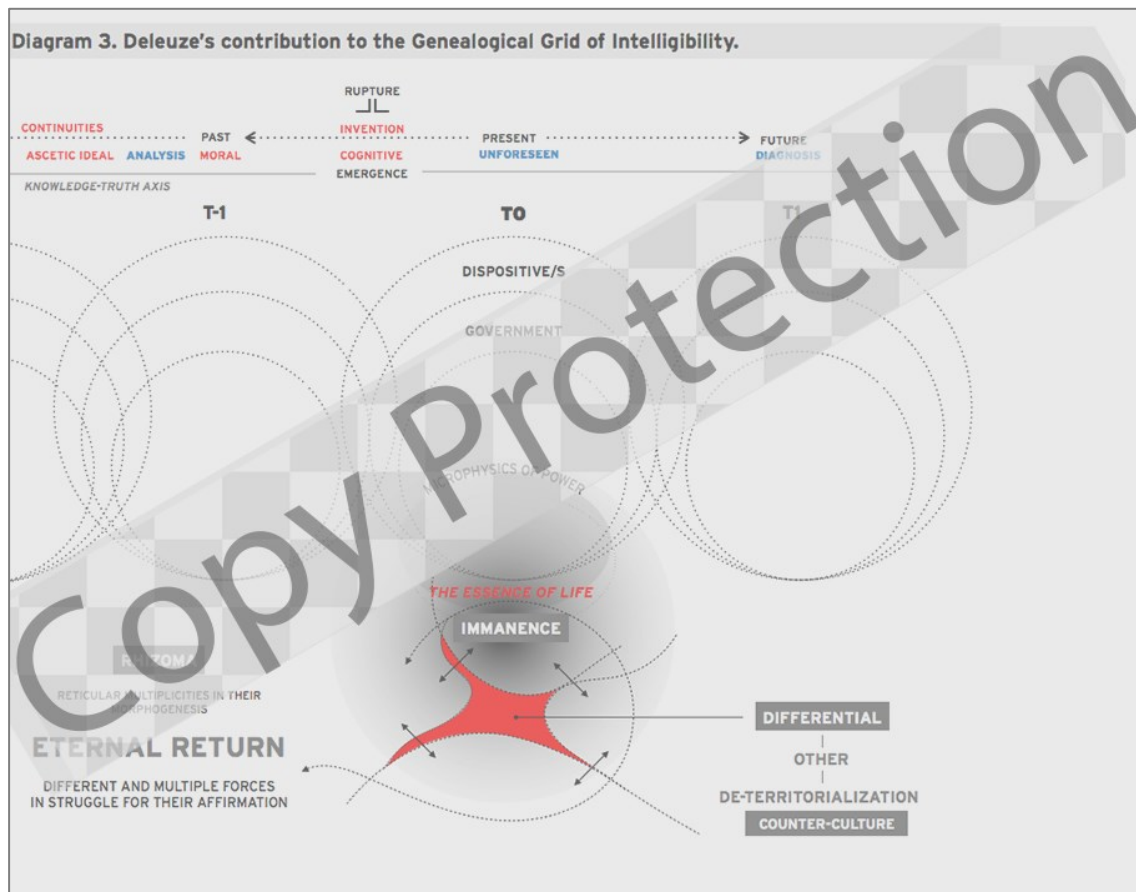 Diagram 3. Deleuze's contribution to the Genealogical Grid of Intelligibility.
RUPTURE
CONTINUITIES
INVENTION
PAST
PRESENT
FUTURE
ASCETIC IDEAL ANALYSIS MORAL
COGNITIVE
UNFORESEEN
DIAGNOSIS
EMERGENCE
KNOWLEDGE-TRUTH AXIS
T-1
T0
T1
DISPOSITIVE/S
GOVERNMENT
MICROPHYSICS OF POWER
THE ESSENCE OF LIFE
IMMANENCE
RHIZOMA
RETICULAR MULTIPLICITIES IN THEIR
MORPHOGENESIS
ETERNAL RETURN
DIFFERENT AND MULTIPLE FORCES
IN STRUGGLE FOR THEIR AFFIRMATION
DIFFERENTIAL
OTHER
DE-TERRITORIALIZATION
COUNTER-CULTURE
Copy Protection